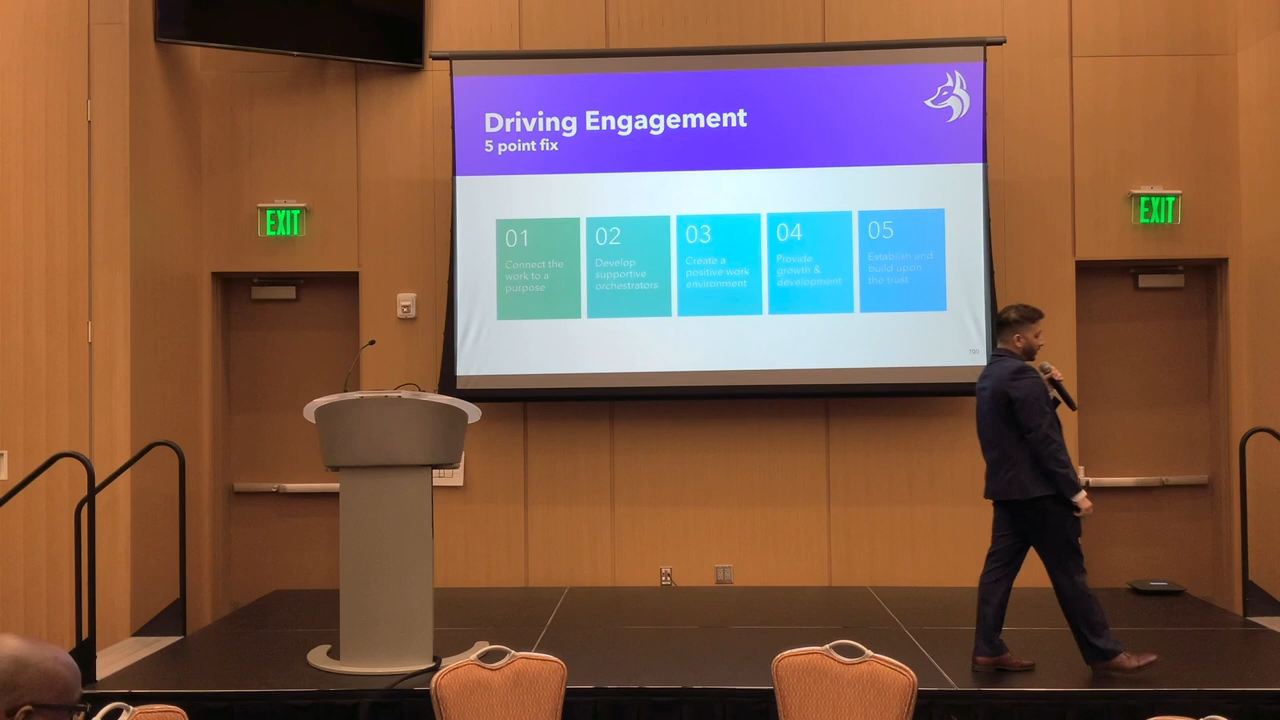 Driving Engagement
5 point fix
01
Connect the
work to a
purpose
02
Develop
supportive
orchestrators
03
Create a
positive work
environment
04
Provide
growth &
development
05
Establish and
build upon
the trust
EXIT
EXIT